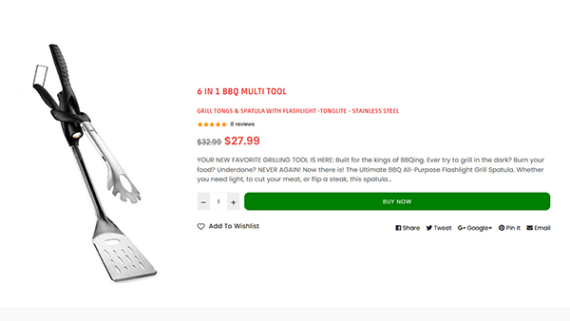 6 IN 1 BBQ MULTI TOOL
GRILL TONGS & SPATULA WITH FLASHLIGHT -TONGLITE - STAINLESS STEEL
8 reviews
$32.99 $27.99
YOUR NEW FAVORITE GRILLING TOOL IS HERE: Built for the kings of BBQing. Ever try to grill in the dark? Burn your
food? Underdone? NEVER AGAIN! Now there is! The Ultimate BBQ All-Purpose Flashlight Grill Spatula. Whether
you need light, to cut your meat, or flip a steak, this spatula...
− 1 + BUY NOW
Add To Wishlist Share Tweet G+ Google+ Pin It Email